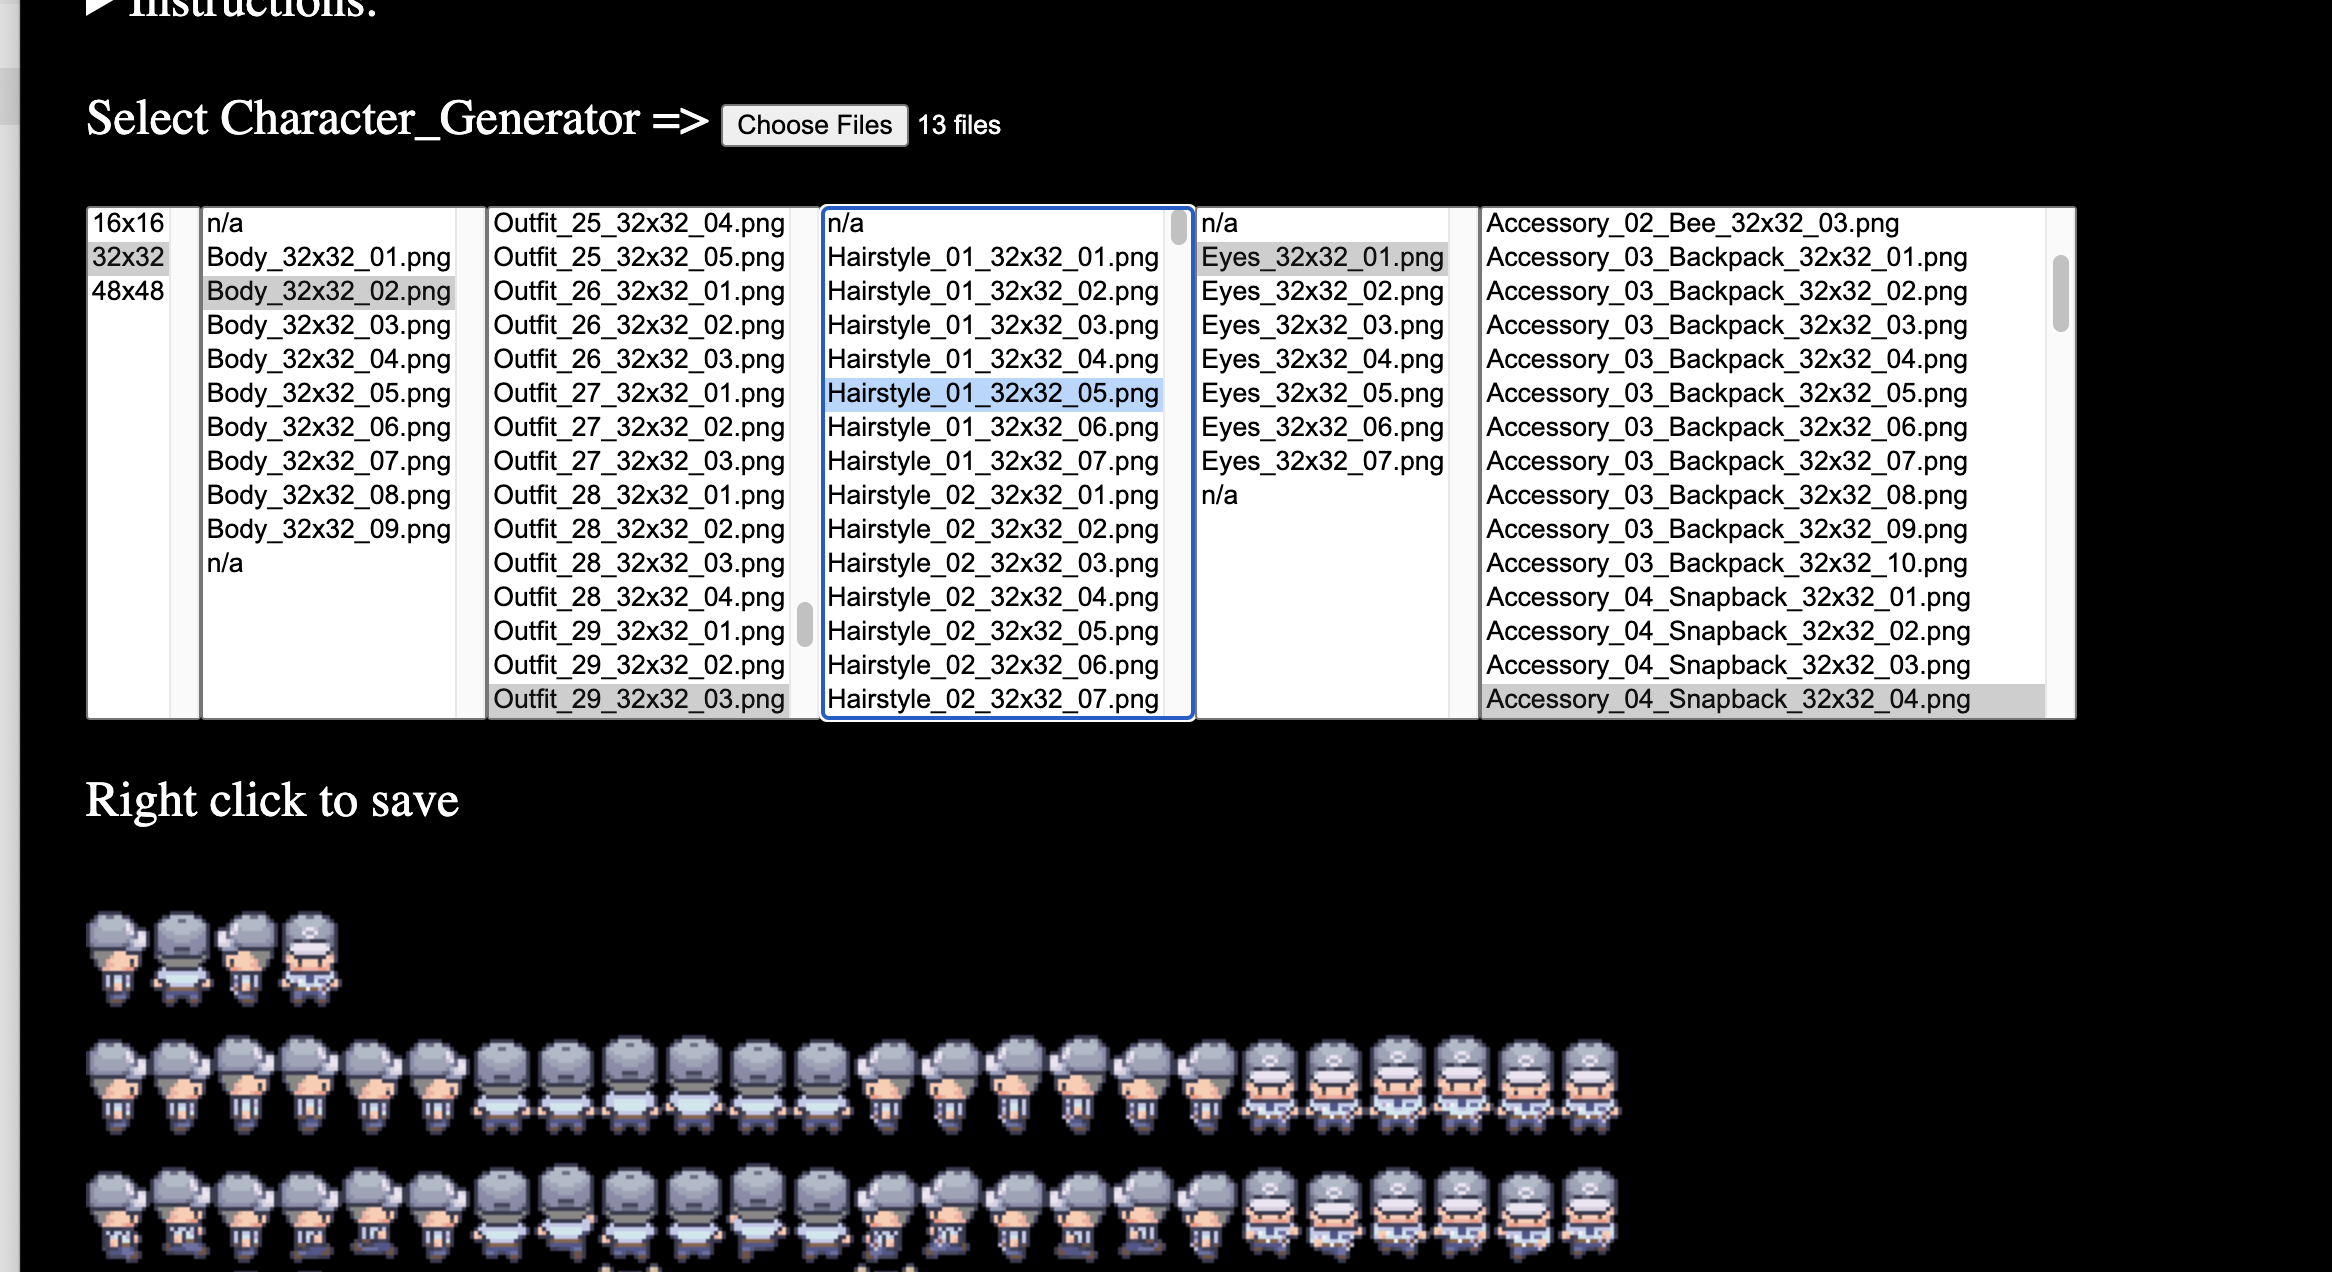 Instructions:
Select Character_Generator => Choose Files 13 files
16x16
32x32
48x48
n/a
Body_32x32_01.png
Body_32x32_02.png
Body_32x32_03.png
Body_32x32_04.png
Body_32x32_05.png
Body_32x32_06.png
Body_32x32_07.png
Body_32x32_08.png
Body_32x32_09.png
n/a
Outfit_25_32x32_04.png
Outfit_25_32x32_05.png
Outfit_26_32x32_01.png
Outfit_26_32x32_02.png
Outfit_26_32x32_03.png
Outfit_27_32x32_01.png
Outfit_27_32x32_02.png
Outfit_27_32x32_03.png
Outfit_28_32x32_01.png
Outfit_28_32x32_02.png
Outfit_28_32x32_03.png
Outfit_28_32x32_04.png
Outfit_29_32x32_01.png
Outfit_29_32x32_02.png
Outfit_29_32x32_03.png
n/a
Hairstyle_01_32x32_01.png
Hairstyle_01_32x32_02.png
Hairstyle_01_32x32_03.png
Hairstyle_01_32x32_04.png
Hairstyle_01_32x32_05.png
Hairstyle_01_32x32_06.png
Hairstyle_01_32x32_07.png
Hairstyle_02_32x32_01.png
Hairstyle_02_32x32_02.png
Hairstyle_02_32x32_03.png
Hairstyle_02_32x32_04.png
Hairstyle_02_32x32_05.png
Hairstyle_02_32x32_06.png
Hairstyle_02_32x32_07.png
n/a
Eyes_32x32_01.png
Eyes_32x32_02.png
Eyes_32x32_03.png
Eyes_32x32_04.png
Eyes_32x32_05.png
Eyes_32x32_06.png
Eyes_32x32_07.png
n/a
Accessory_02_Bee_32x32_03.png
Accessory_03_Backpack_32x32_01.png
Accessory_03_Backpack_32x32_02.png
Accessory_03_Backpack_32x32_03.png
Accessory_03_Backpack_32x32_04.png
Accessory_03_Backpack_32x32_05.png
Accessory_03_Backpack_32x32_06.png
Accessory_03_Backpack_32x32_07.png
Accessory_03_Backpack_32x32_08.png
Accessory_03_Backpack_32x32_09.png
Accessory_03_Backpack_32x32_10.png
Accessory_04_Snapback_32x32_01.png
Accessory_04_Snapback_32x32_02.png
Accessory_04_Snapback_32x32_03.png
Accessory_04_Snapback_32x32_04.png
Right click to save